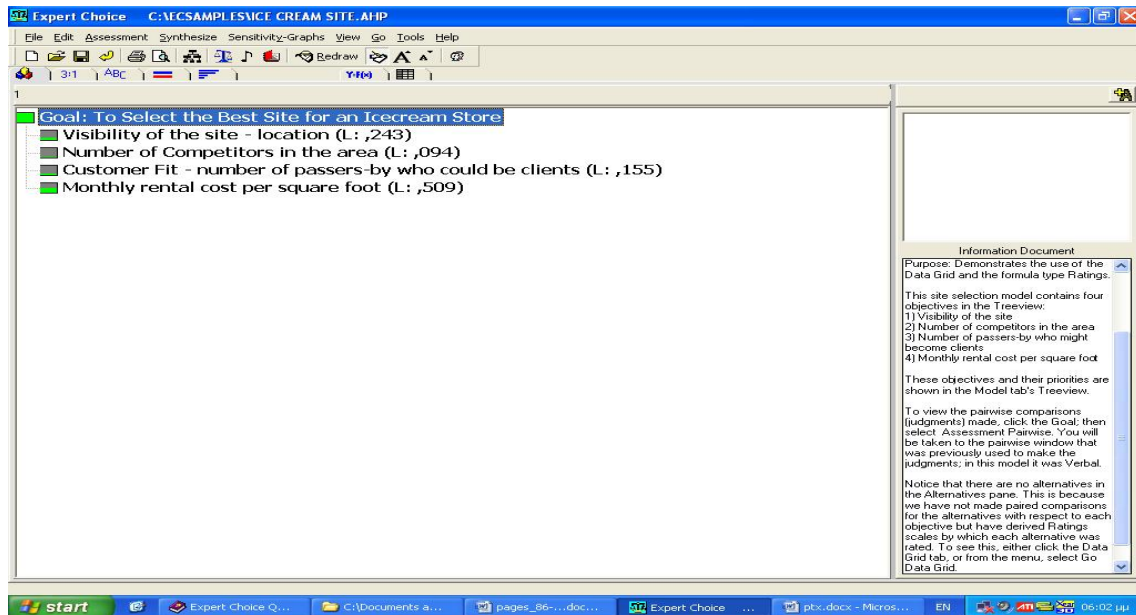 Expert Choice C:\ECSAMPLES\ICE CREAM SITE.AHP
File Edit Assessment Synthesize Sensitivity-Graphs View Go Tools Help
Redraw
3:1 ABC Y=F(x)
1
Goal: To Select the Best Site for an Icecream Store
Visibility of the site - location (L: ,243)
Number of Competitors in the area (L: ,094)
Customer Fit - number of passers-by who could be clients (L: ,155)
Monthly rental cost per square foot (L: ,509)
Information Document
Purpose: Demonstrates the use of the
Data Grid and the formula type Ratings.
This site selection model contains four
objectives in the Treeview:
1) Visibility of the site
2) Number of competitors in the area
3) Number of passers-by who might
become clients
4) Monthly rental cost per square foot
These objectives and their priorities are
shown in the Model tab's Treeview.
To view the pairwise comparisons
(judgments) made, click the Goal; then
select Assessment Pairwise. You will
be taken to the pairwise window that
was previously used to make the
judgments; in this model it was Verbal.
Notice that there are no alternatives in
the Alternatives pane. This is because
we have not made paired comparisons
for the alternatives with respect to each
objective but have derived Ratings
scales by which each alternative was
rated. To see this, either click the Data
Grid tab, or from the menu, select Go
Data Grid.
start Expert Choice Q... C:\Documents a... pages_86-...doc... Expert Choice ... ptx.docx - Micros... EN ATI 06:02 μμ